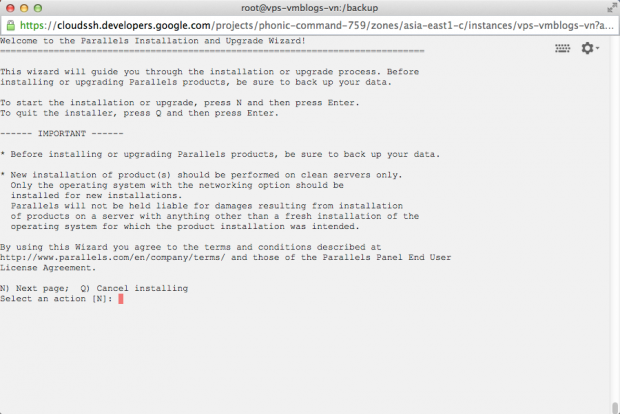 root@vps-vmblogs-vn:/backup
https://cloudssh.developers.google.com/projects/phonic-command-759/zones/asia-east1-c/instances/vps-vmblogs-vn?a...
Welcome to the Parallels Installation and Upgrade Wizard!
================================================================================
This wizard will guide you through the installation or upgrade process. Before
installing or upgrading Parallels products, be sure to back up your data.
To start the installation or upgrade, press N and then press Enter.
To quit the installer, press Q and then press Enter.
------ IMPORTANT ------
* Before installing or upgrading Parallels products, be sure to back up your data.
* New installation of product(s) should be performed on clean servers only.
Only the operating system with the networking option should be
installed for new installations.
Parallels will not be held liable for damages resulting from installation
of products on a server with anything other than a fresh installation of the
operating system for which the product installation was intended.
By using this Wizard you agree to the terms and conditions described at
http://www.parallels.com/en/company/terms/ and those of the Parallels Panel End User
License Agreement.
N) Next page;  Q) Cancel installing
Select an action [N]: